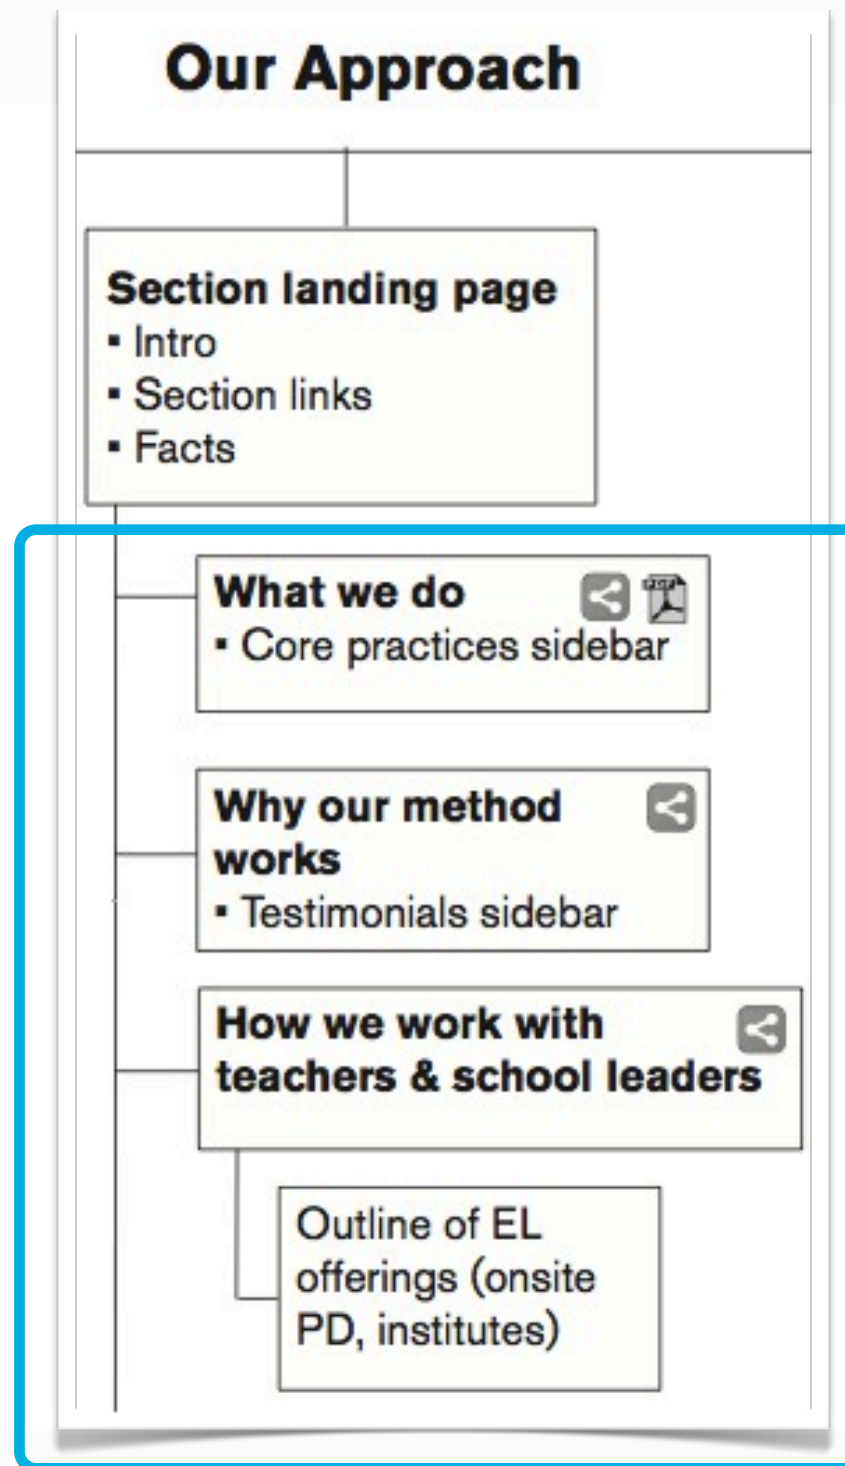 Our Approach
Section landing page
▪ Intro
▪ Section links
▪ Facts
What we do
▪ Core practices sidebar
Why our method
works
▪ Testimonials sidebar
How we work with
teachers & school leaders
Outline of EL
offerings (onsite
PD, institutes)